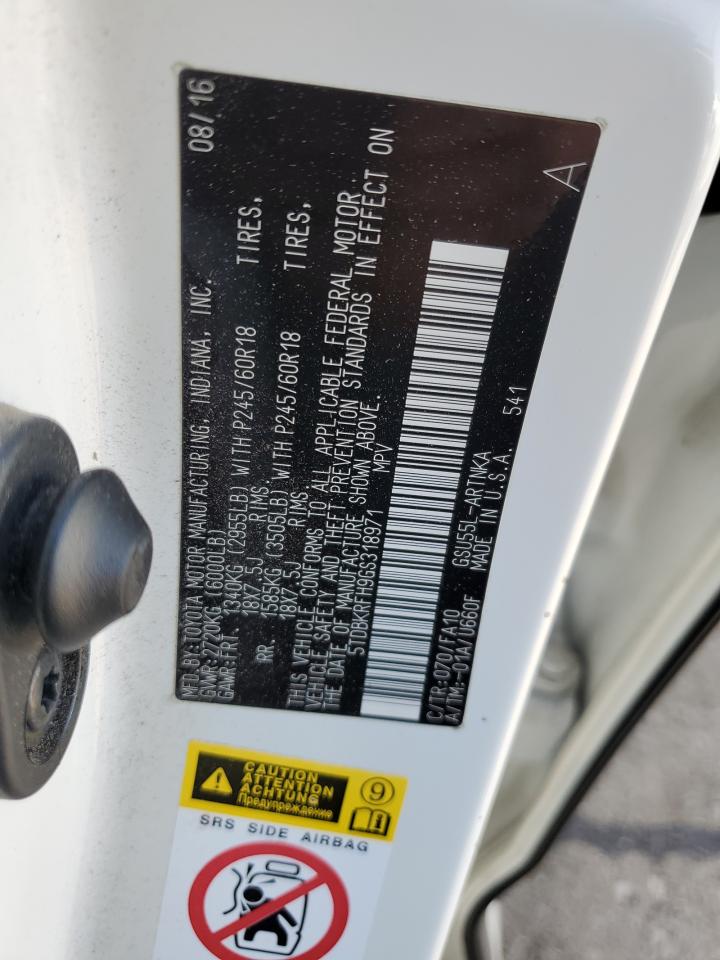 MFD.BY:TOYOTA MOTOR MANUFACTURING, INDIANA, INC. 08/16
GVWR:2720KG (6000LB)
GAWR:FRT. 1340KG (2955LB) WITH P245/60R18 TIRES,
18X7.5J RIMS
RR. 1585KG (3505LB) WITH P245/60R18 TIRES,
18X7.5J RIMS
THIS VEHICLE CONFORMS TO ALL APPLICABLE FEDERAL MOTOR
VEHICLE SAFETY AND THEFT PREVENTION STANDARDS IN EFFECT ON
THE DATE OF MANUFACTURE SHOWN ABOVE.
5TDBKRFH9GS318971 MPV
C/TR:070/FA10 GSU55L-ARTNKA 541
A/TM:-01A/U660F MADE IN U.S.A.
A
CAUTION
ATTENTION
ACHTUNG
Предупреждение
9
SRS SIDE AIRBAG